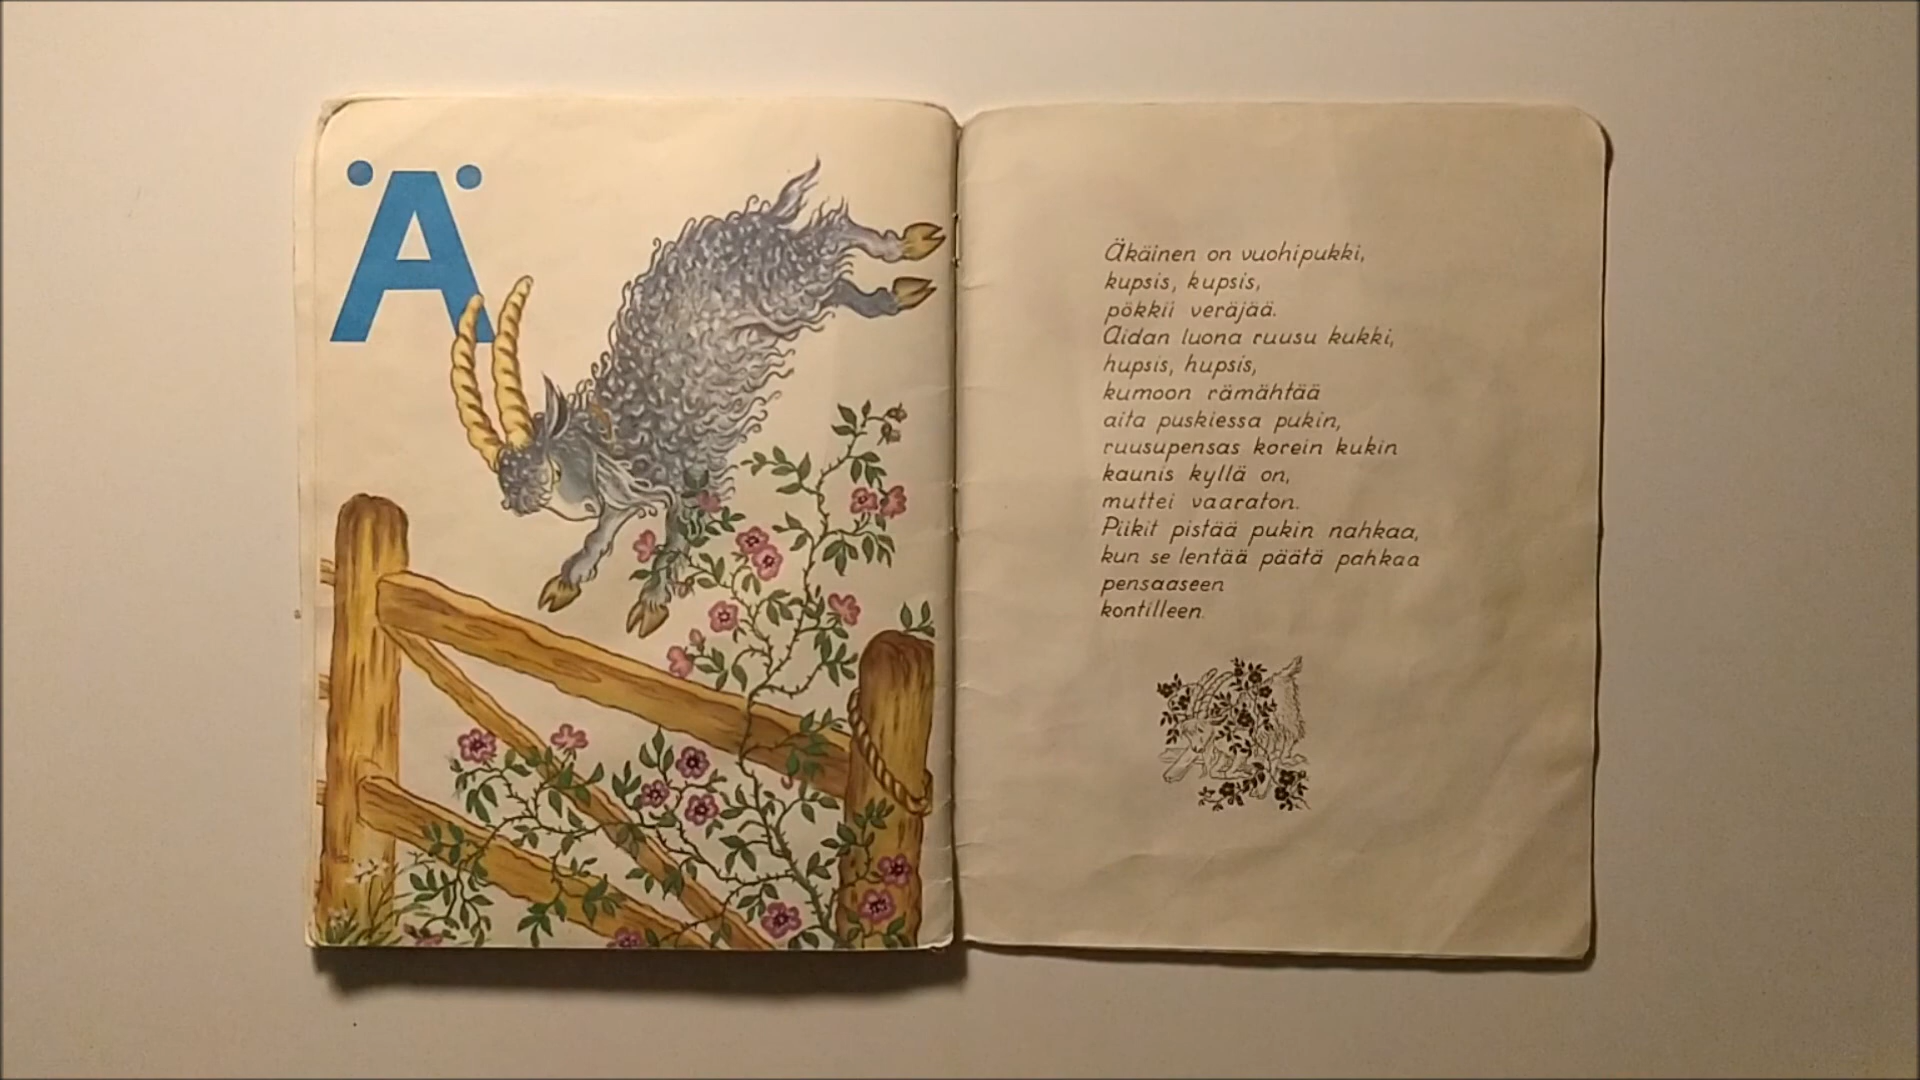 Ä
Äkäinen on vuohipukki,
kupsis, kupsis,
pökkii veräjää.
Aidan luona ruusu kukki,
hupsis, hupsis,
kumoon rämähtää
aita puskiessa pukin,
ruusupensas korein kukin
kaunis kyllä on,
muttei vaaraton.
Piikit pistää pukin nahkaa,
kun se lentää päätä pahkaa
pensaaseen
kontilleen.